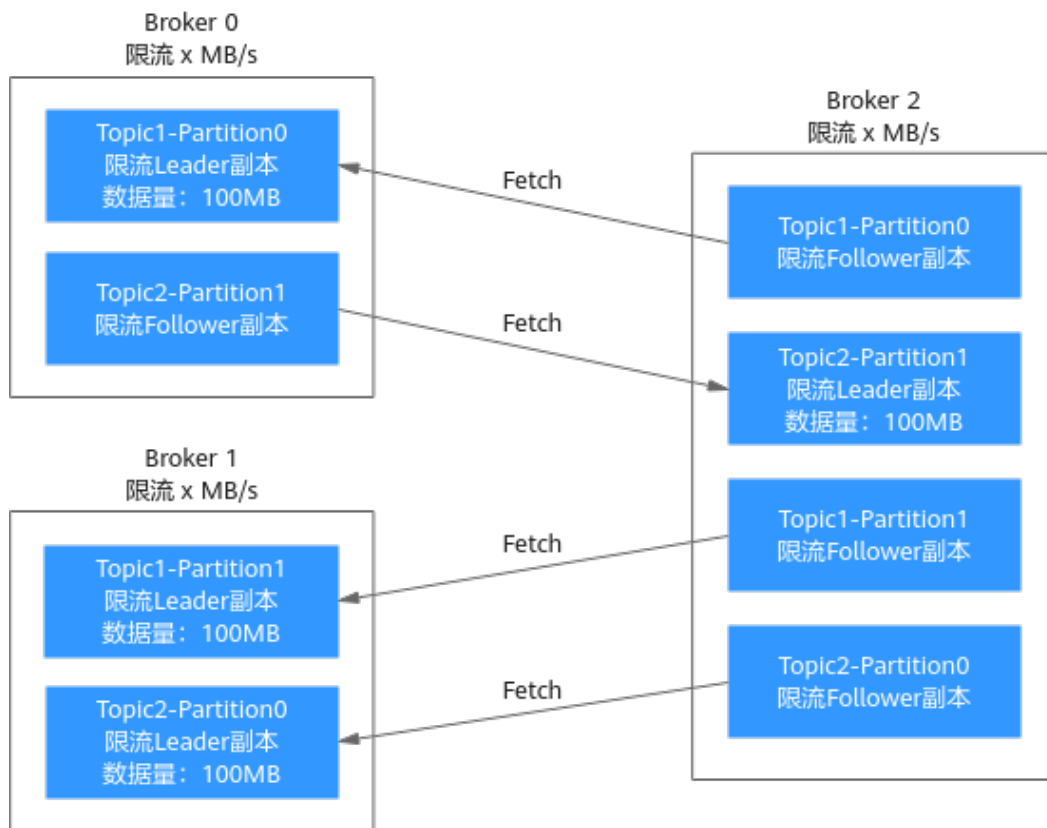 Broker 0
限流 x MB/s
Topic1-Partition0
限流Leader副本
数据量：100MB
Topic2-Partition1
限流Follower副本
Broker 1
限流 x MB/s
Topic1-Partition1
限流Leader副本
数据量：100MB
Topic2-Partition0
限流Leader副本
数据量：100MB
Fetch
Fetch
Fetch
Fetch
Broker 2
限流 x MB/s
Topic1-Partition0
限流Follower副本
Topic2-Partition1
限流Leader副本
数据量：100MB
Topic1-Partition1
限流Follower副本
Topic2-Partition0
限流Follower副本